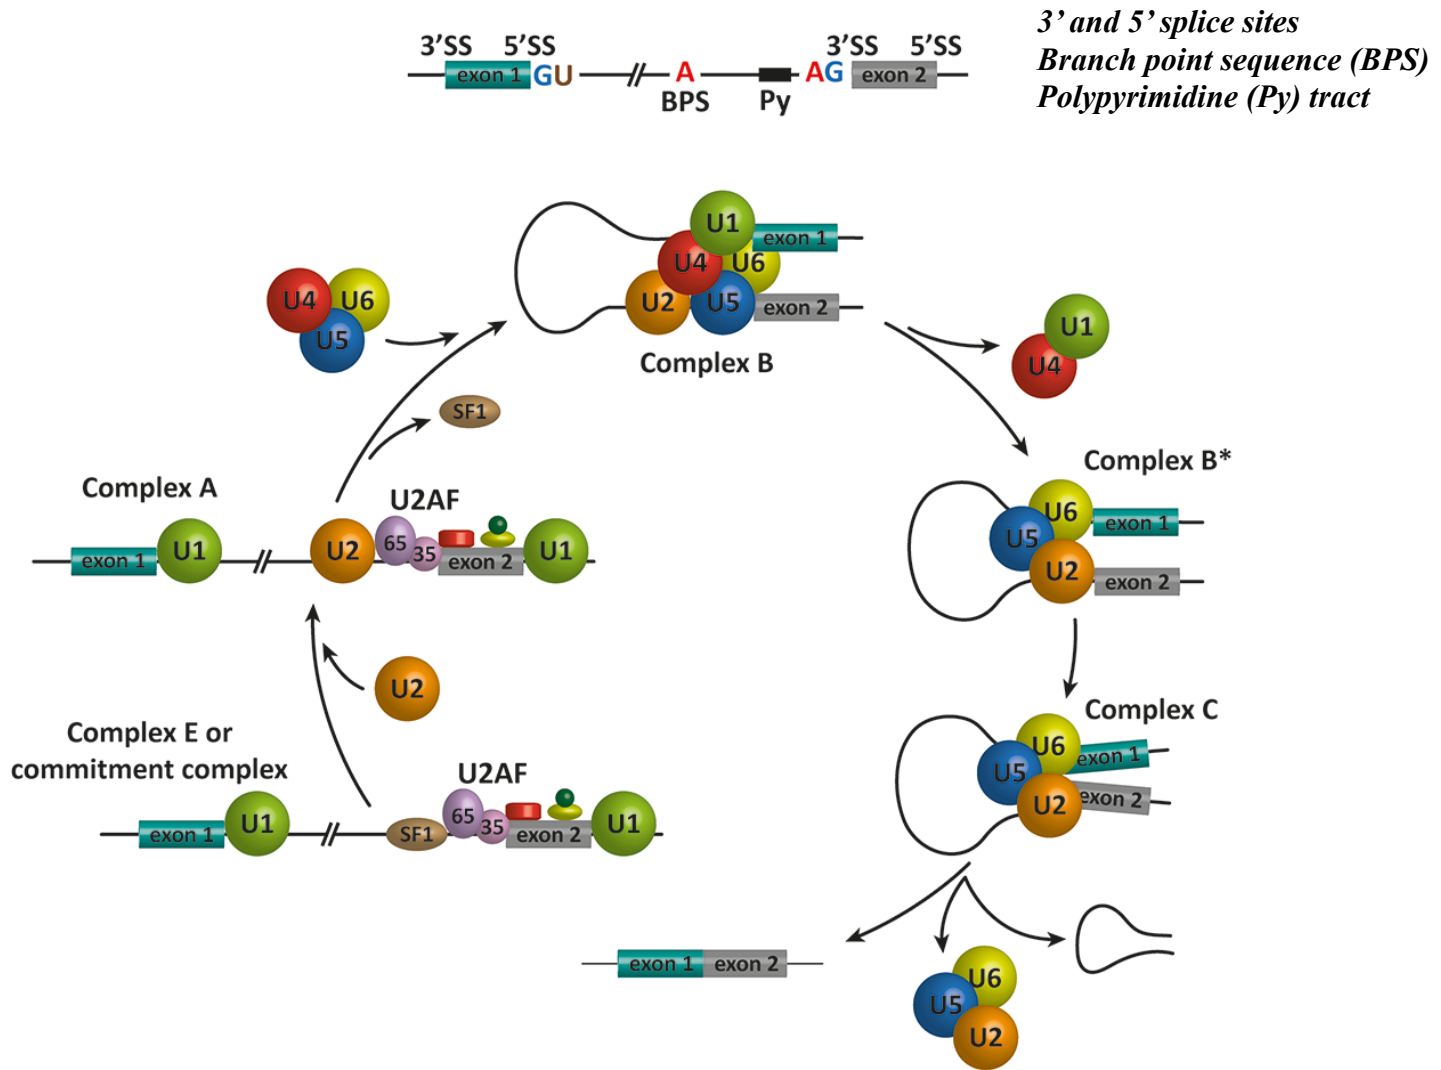 3’ and 5’ splice sites
Branch point sequence (BPS)
Polypyrimidine (Py) tract
3’SS 5’SS 3’SS 5’SS
exon 1 GU A AG exon 2
BPS Py
U4 U6
U5
U1
exon 1
U4 U6
U2 U5 exon 2
Complex B
U1
U4
SF1
Complex A
U2AF
exon 1 U1 U2 65 35 exon 2 U1
Complex B*
U6 exon 1
U5
U2 exon 2
U2
Complex E or
commitment complex
U2AF
exon 1 U1 SF1 65 35 exon 2 U1
Complex C
U6 exon 1
U5
U2 exon 2
exon 1 exon 2
U6
U5
U2